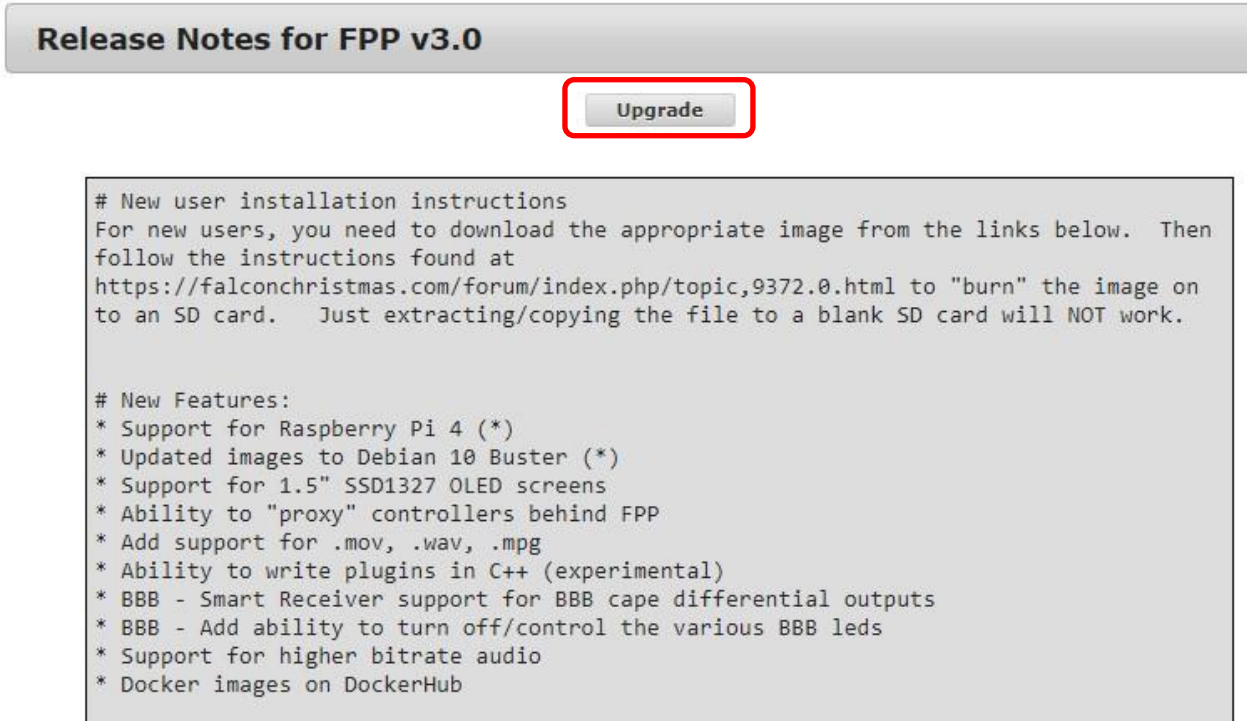 Release Notes for FPP v3.0
Upgrade
# New user installation instructions
For new users, you need to download the appropriate image from the links below.  Then
follow the instructions found at
https://falconchristmas.com/forum/index.php/topic,9372.0.html to "burn" the image on
to an SD card.   Just extracting/copying the file to a blank SD card will NOT work.
# New Features:
* Support for Raspberry Pi 4 (*)
* Updated images to Debian 10 Buster (*)
* Support for 1.5" SSD1327 OLED screens
* Ability to "proxy" controllers behind FPP
* Add support for .mov, .wav, .mpg
* Ability to write plugins in C++ (experimental)
* BBB - Smart Receiver support for BBB cape differential outputs
* BBB - Add ability to turn off/control the various BBB leds
* Support for higher bitrate audio
* Docker images on DockerHub